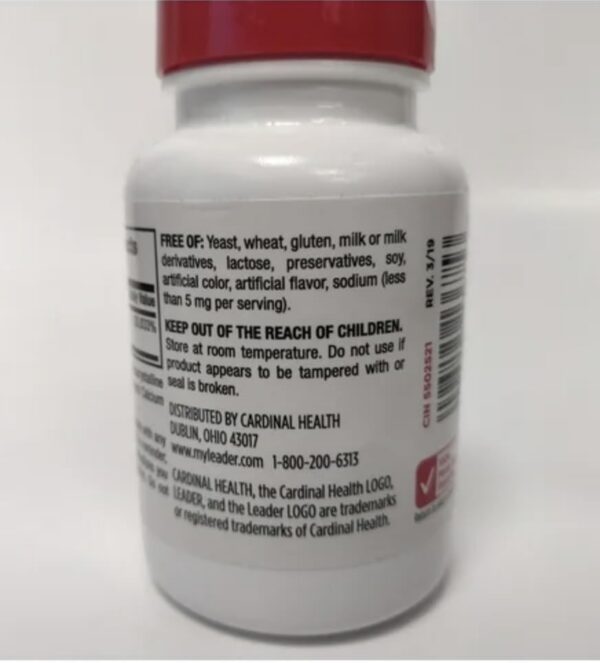 FREE OF: Yeast, wheat, gluten, milk or milk
derivatives, lactose, preservatives, soy,
artificial color, artificial flavor, sodium (less
than 5 mg per serving).
KEEP OUT OF THE REACH OF CHILDREN.
Store at room temperature. Do not use if
product appears to be tampered with or
seal is broken.
DISTRIBUTED BY CARDINAL HEALTH
DUBLIN, OHIO 43017
www.myleader.com 1-800-200-6313
CARDINAL HEALTH, the Cardinal Health LOGO,
LEADER, and the Leader LOGO are trademarks
or registered trademarks of Cardinal Health.
Value
Calcium
with any
CIN 5502521 REV. 3/19